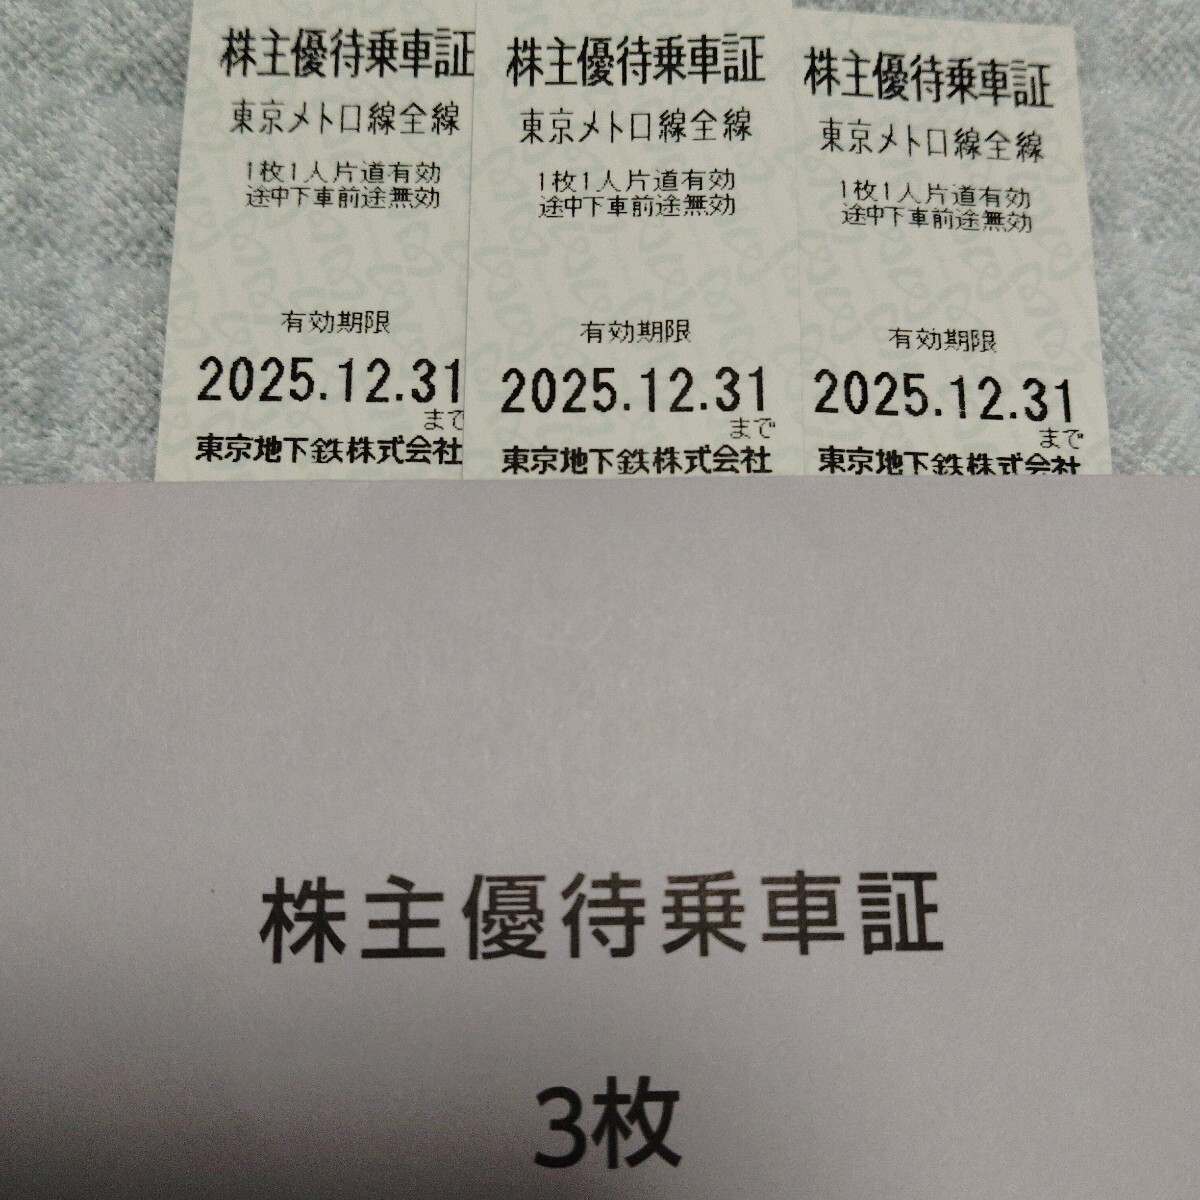 株主優待乗車証
東京メトロ線全線
1枚1人片道有効
途中下車前途無効
有効期限
2025.12.31
まで
東京地下鉄株式会社
株主優待乗車証
東京メトロ線全線
1枚1人片道有効
途中下車前途無効
有効期限
2025.12.31
まで
東京地下鉄株式会社
株主優待乗車証
東京メトロ線全線
1枚1人片道有効
途中下車前途無効
有効期限
2025.12.31
まで
東京地下鉄株式会社
株主優待乗車証
3枚